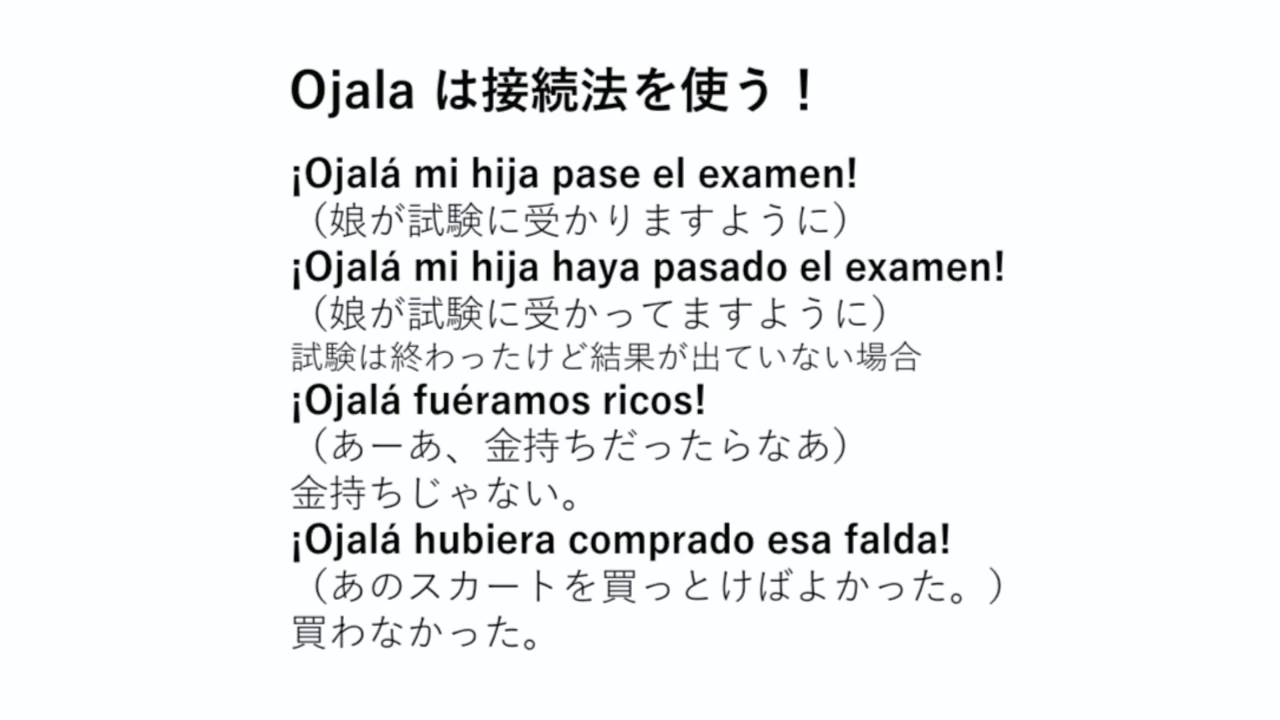 Ojala は接続法を使う！
¡Ojalá mi hija pase el examen!
（娘が試験に受かりますように）
¡Ojalá mi hija haya pasado el examen!
（娘が試験に受かってますように）
試験は終わったけど結果が出ていない場合
¡Ojalá fuéramos ricos!
（あーあ、金持ちだったらなあ）
金持ちじゃない。
¡Ojalá hubiera comprado esa falda!
（あのスカートを買っとけばよかった。）
買わなかった。